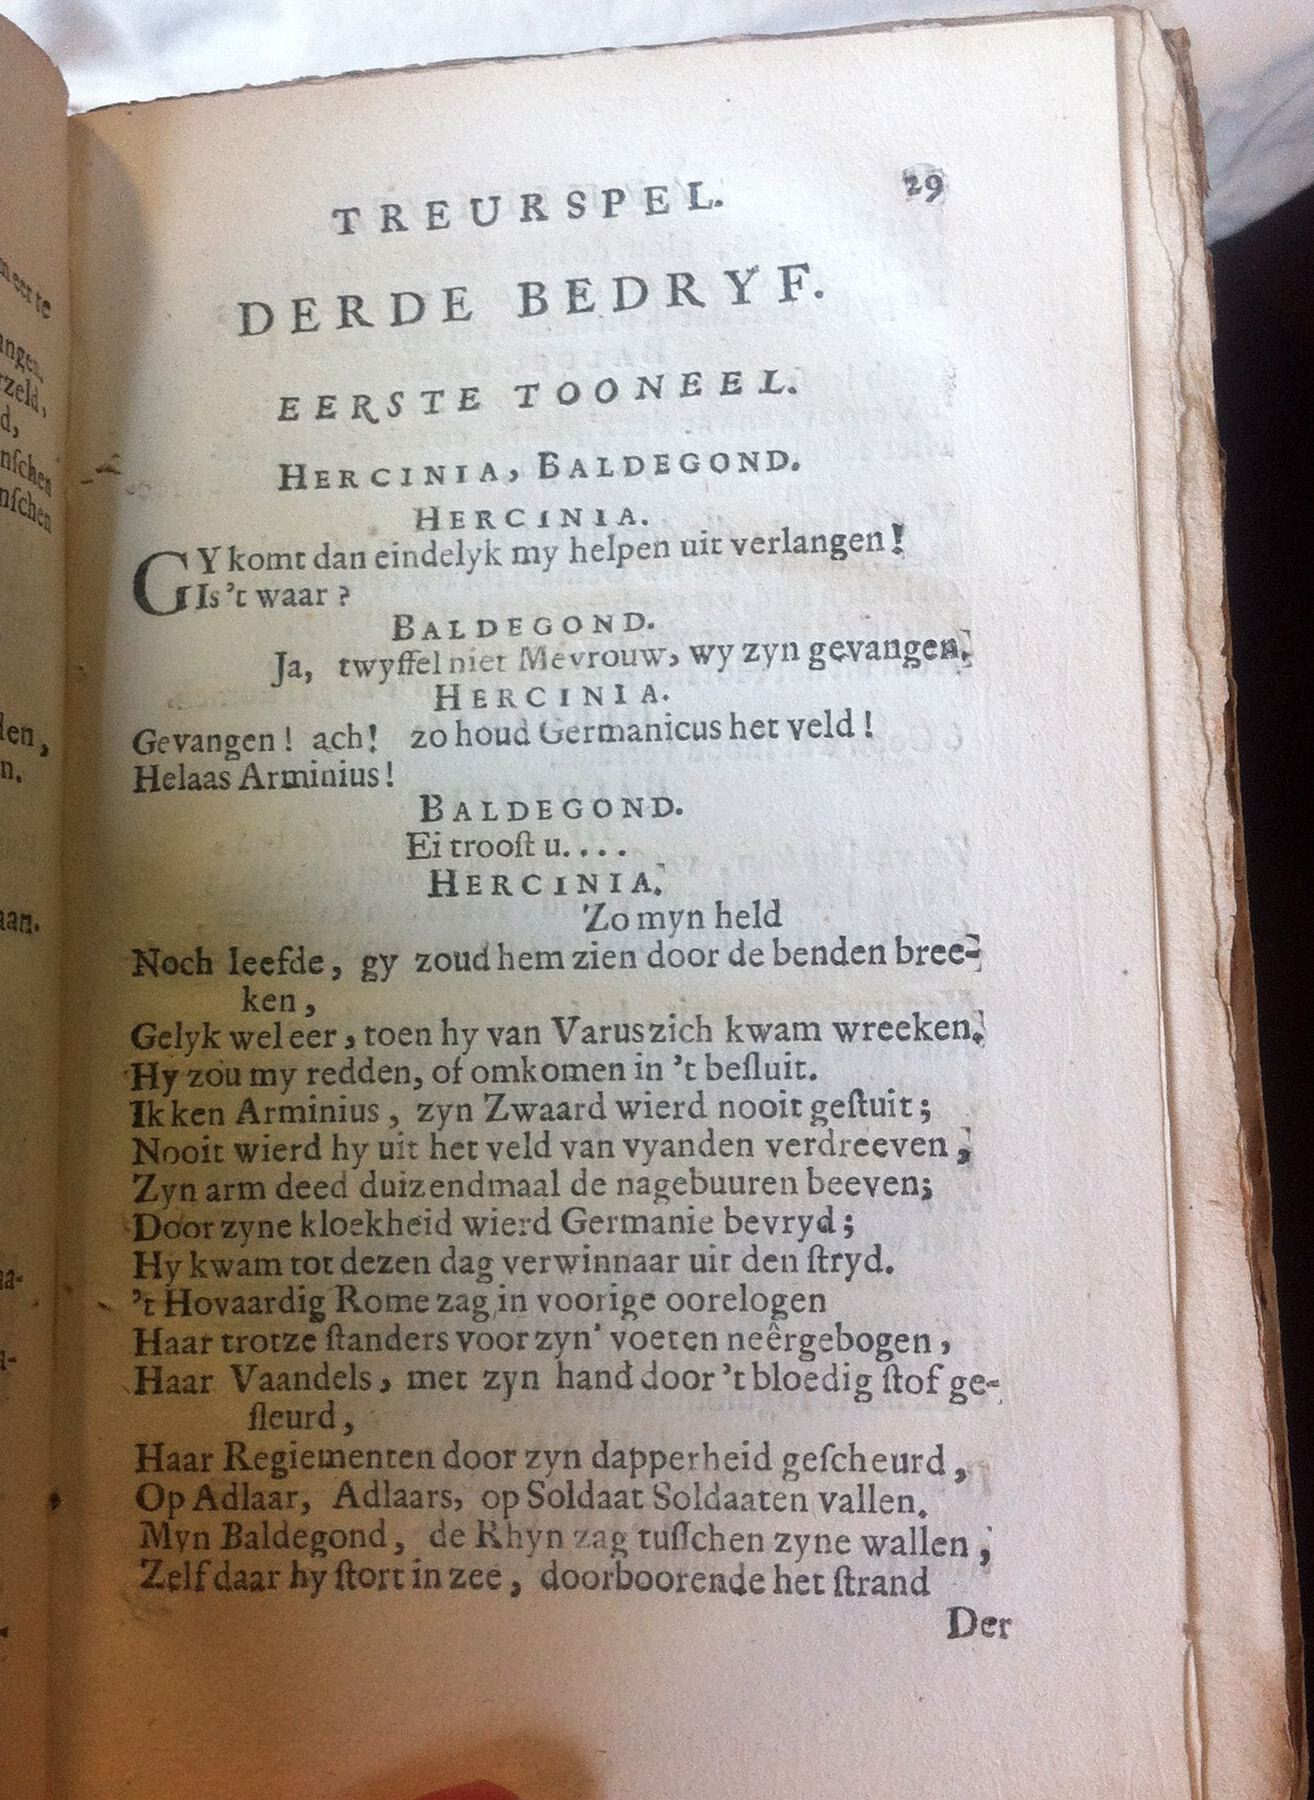 TREURSPEL. 29
DERDE BEDRYF.
EERSTE TOONEEL.
HERCINIA, BALDEGOND.
HERCINIA.
GY komt dan eindelyk my helpen uit verlangen!
Is 't waar?
BALDEGOND.
Ja, twyffel niet Mevrouw, wy zyn gevangen.
HERCINIA.
Gevangen! ach! zo houd Germanicus het veld!
Helaas Arminius!
BALDEGOND.
Ei trooſt u....
HERCINIA.
Zo myn held
Noch leefde, gy zoud hem zien door de benden bree-
ken,
Gelyk wel eer, toen hy van Varus zich kwam wreeken.
Hy zou my redden, of omkomen in 't beſluit.
Ik ken Arminius, zyn Zwaard wierd nooit geſtuit;
Nooit wierd hy uit het veld van vyanden verdreeven,
Zyn arm deed duizendmaal de nagebuuren beeven;
Door zyne kloekheid wierd Germanie bevryd;
Hy kwam tot dezen dag verwinnaar uit den ſtryd.
't Hovaardig Rome zag in voorige oorelogen
Haar trotze ſtanders voor zyn' voeten neêrgebogen,
Haar Vaandels, met zyn hand door 't bloedig ſtof ge-
ſleurd,
Haar Regiementen door zyn dapperheid geſcheurd,
Op Adlaar, Adlaars, op Soldaat Soldaaten vallen.
Myn Baldegond, de Rhyn zag tuſſchen zyne wallen,
Zelf daar hy ſtort in zee, doorboorende het ſtrand
Der
meer te
angen,
rzeld,
d,
nſchen
nſchen
den,
n.
aan.